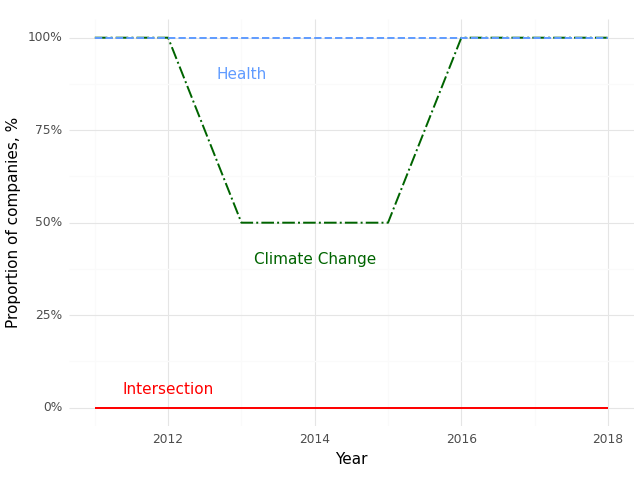 100%
Health
75%
50%
Climate Change
25%
Intersection
0%
2012 2014 2016 2018
Year
Proportion of companies, %